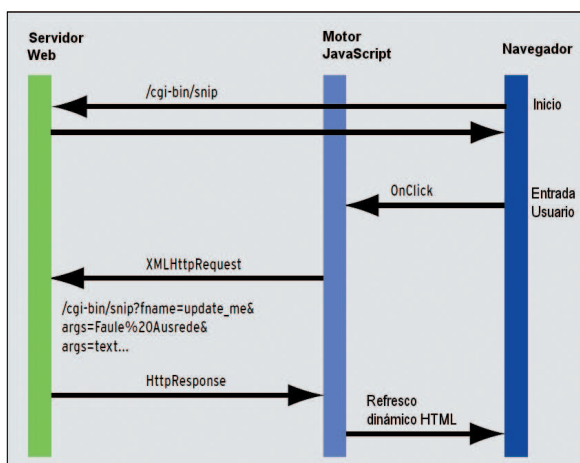 Servidor
Web
Motor
JavaScript
Navegador
/cgi-bin/snip
Inicio
OnClick
Entrada
Usuario
XMLHttpRequest
/cgi-bin/snip?fname=update_me&
args=Faule%20Ausrede&
args=text...
HttpResponse
Refresco
dinámico HTML